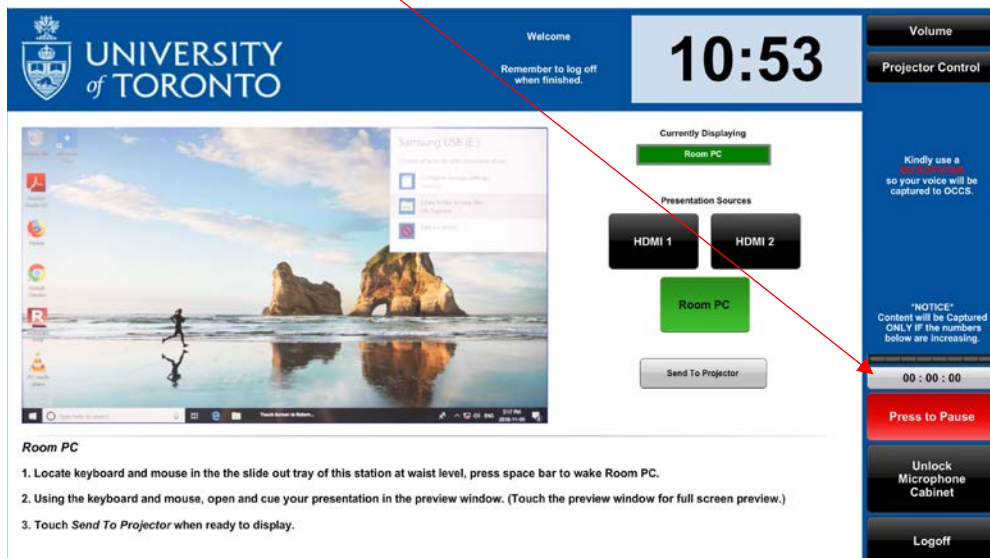 UNIVERSITY
of TORONTO
Welcome
Remember to log off
when finished.
10:53
Volume
Projector Control
Kindly use a
so your voice will be
captured to OCCS.
Samsung USB (E:)
Currently Displaying
Room PC
Presentation Sources
HDMI 1
HDMI 2
Room PC
Send To Projector
"NOTICE"
Content will be Captured
ONLY IF the numbers
below are increasing.
00 : 00 : 00
Press to Pause
Unlock
Microphone
Cabinet
Logoff
Room PC
1. Locate keyboard and mouse in the the slide out tray of this station at waist level, press space bar to wake Room PC.
2. Using the keyboard and mouse, open and cue your presentation in the preview window. (Touch the preview window for full screen preview.)
3. Touch Send To Projector when ready to display.